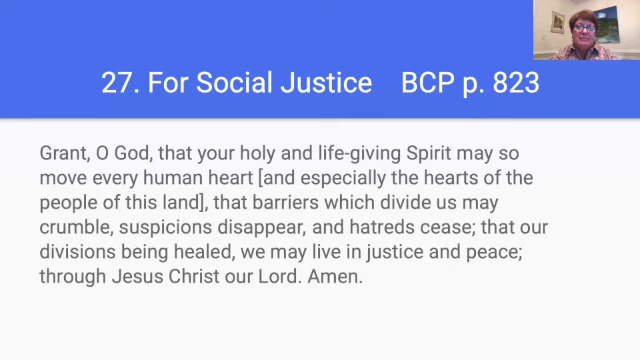 27. For Social Justice BCP p. 823
Grant, O God, that your holy and life-giving Spirit may so
move every human heart [and especially the hearts of the
people of this land], that barriers which divide us may
crumble, suspicions disappear, and hatreds cease; that our
divisions being healed, we may live in justice and peace;
through Jesus Christ our Lord. Amen.